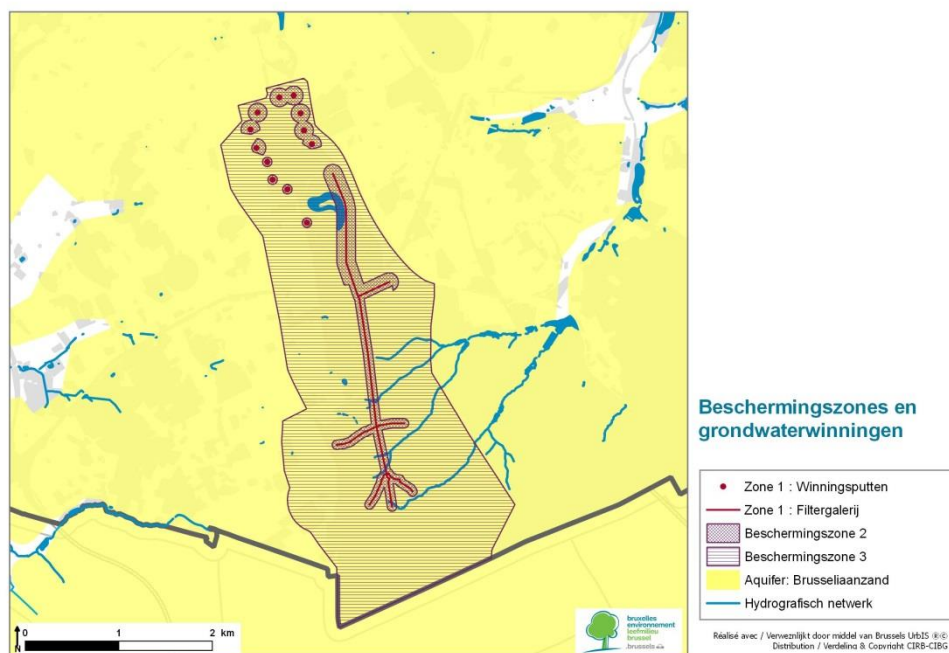 Beschermingszones en
grondwaterwinningen
Zone 1 : Winningsputten
Zone 1 : Filtergalerij
Beschermingszone 2
Beschermingszone 3
Aquifer: Brusseliaanzand
Hydrografisch netwerk
N
0 1 2 km
bruxelles
environnement
leefmilieu
brussel
.brussels
Réalisé avec / Verwezenlijkt door middel van Brussels UrbIS ®©
Distribution / Verdeling & Copyright CIRB-CIBG